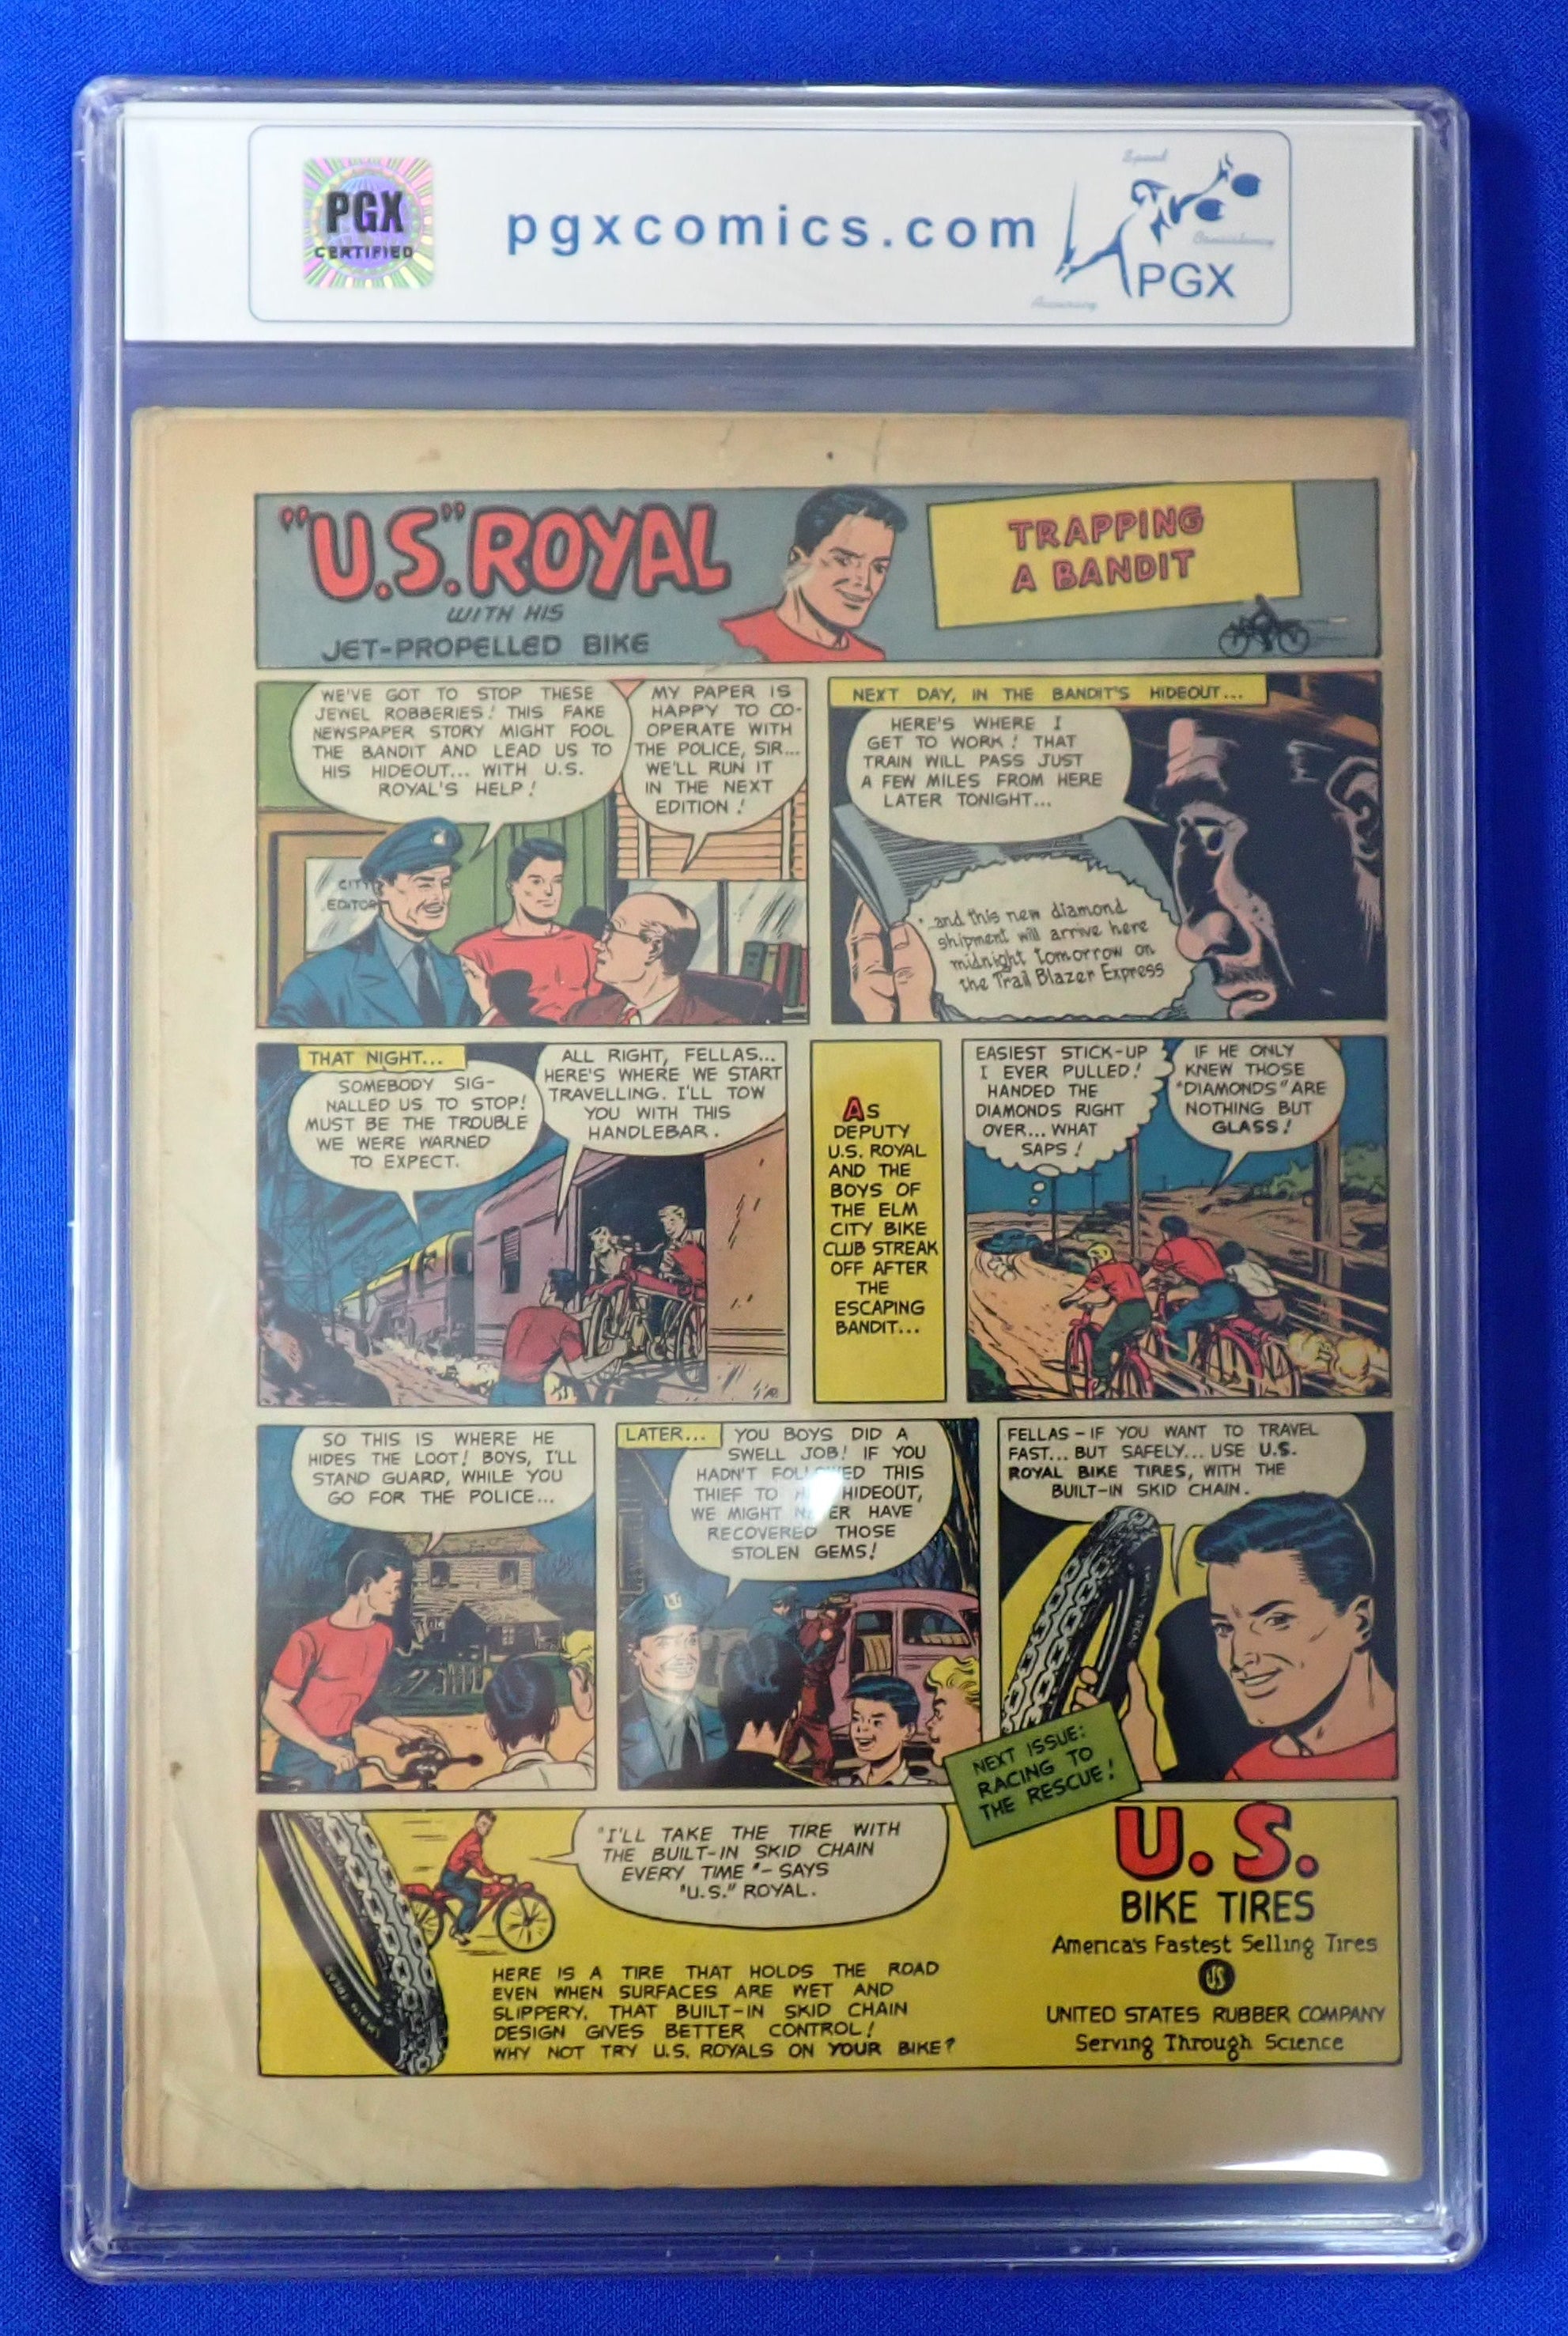 PGX
CERTIFIED
pgxcomics.com
Speed
Consistency
Accuracy
PGX
"U.S." ROYAL
WITH HIS
JET-PROPELLED BIKE
TRAPPING
A BANDIT
WE'VE GOT TO STOP THESE
JEWEL ROBBERIES! THIS FAKE
NEWSPAPER STORY MIGHT FOOL
THE BANDIT AND LEAD US TO
HIS HIDEOUT... WITH U.S.
ROYAL'S HELP!
MY PAPER IS
HAPPY TO CO-
OPERATE WITH
THE POLICE, SIR...
WE'LL RUN IT
IN THE NEXT
EDITION!
CITY
EDITOR
NEXT DAY, IN THE BANDIT'S HIDEOUT...
HERE'S WHERE I
GET TO WORK! THAT
TRAIN WILL PASS JUST
A FEW MILES FROM HERE
LATER TONIGHT...
and this new diamond
shipment will arrive here
midnight tomorrow on
the Trail Blazer Express
THAT NIGHT...
SOMEBODY SIG-
NALLED US TO STOP!
MUST BE THE TROUBLE
WE WERE WARNED
TO EXPECT.
ALL RIGHT, FELLAS...
HERE'S WHERE WE START
TRAVELLING. I'LL TOW
YOU WITH THIS
HANDLEBAR.
AS
DEPUTY
U.S. ROYAL
AND THE
BOYS OF
THE ELM
CITY BIKE
CLUB STREAK
OFF AFTER
THE
ESCAPING
BANDIT...
EASIEST STICK-UP
I EVER PULLED!
HANDED THE
DIAMONDS RIGHT
OVER... WHAT
SAPS!
IF HE ONLY
KNEW THOSE
"DIAMONDS" ARE
NOTHING BUT
GLASS!
SO THIS IS WHERE HE
HIDES THE LOOT! BOYS, I'LL
STAND GUARD, WHILE YOU
GO FOR THE POLICE...
LATER...
YOU BOYS DID A
SWELL JOB! IF YOU
HADN'T FOLLOWED THIS
THIEF TO HIS HIDEOUT,
WE MIGHT NEVER HAVE
RECOVERED THOSE
STOLEN GEMS!
FELLAS - IF YOU WANT TO TRAVEL
FAST... BUT SAFELY... USE U.S.
ROYAL BIKE TIRES, WITH THE
BUILT-IN SKID CHAIN.
NEXT ISSUE:
RACING TO
THE RESCUE!
"I'LL TAKE THE TIRE WITH
THE BUILT-IN SKID CHAIN
EVERY TIME" - SAYS
"U.S." ROYAL.
HERE IS A TIRE THAT HOLDS THE ROAD
EVEN WHEN SURFACES ARE WET AND
SLIPPERY. THAT BUILT-IN SKID CHAIN
DESIGN GIVES BETTER CONTROL!
WHY NOT TRY U.S. ROYALS ON YOUR BIKE?
U.S.
BIKE TIRES
America's Fastest Selling Tires
US
UNITED STATES RUBBER COMPANY
Serving Through Science